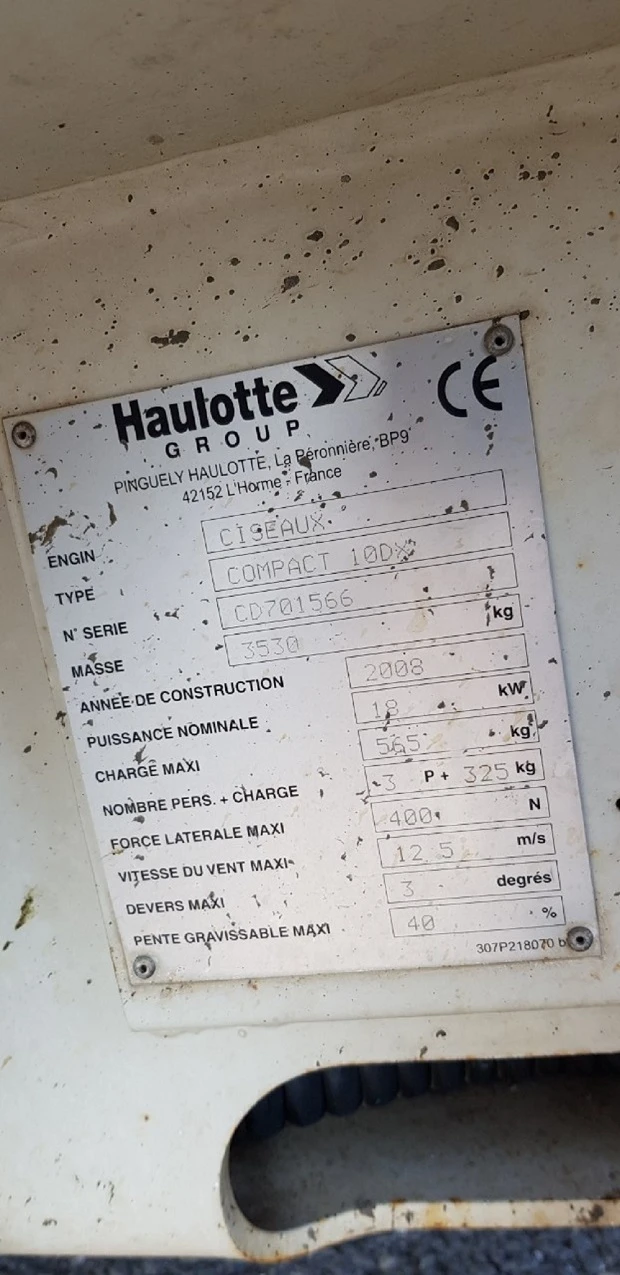 Haulotte
GROUP
CE
PINGUELY HAULOTTE, La Péronnière, BP9
42152 L'Horme - France
ENGIN CISEAUX
TYPE COMPACT 10DX
N° SERIE CD701566
MASSE 3530 kg
ANNEE DE CONSTRUCTION 2008
PUISSANCE NOMINALE 18 kW
CHARGE MAXI 565 kg
NOMBRE PERS. + CHARGE 3 P + 325 kg
FORCE LATERALE MAXI 400 N
VITESSE DU VENT MAXI 12.5 m/s
DEVERS MAXI 3 degrés
PENTE GRAVISSABLE MAXI 40 %
307P218070 b